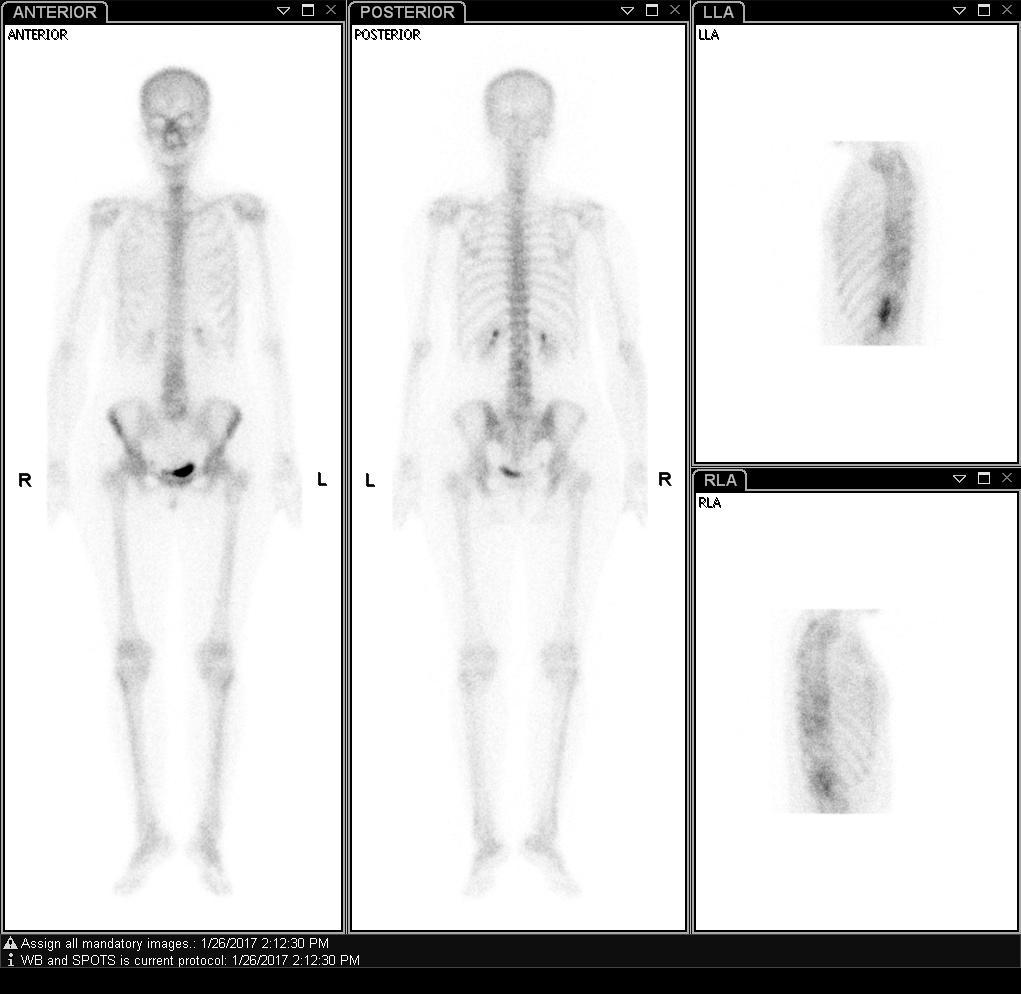 ANTERIOR
ANTERIOR
R
L
POSTERIOR
POSTERIOR
L
R
LLA
LLA
RLA
RLA
Assign all mandatory images.: 1/26/2017 2:12:30 PM
WB and SPOTS is current protocol: 1/26/2017 2:12:30 PM